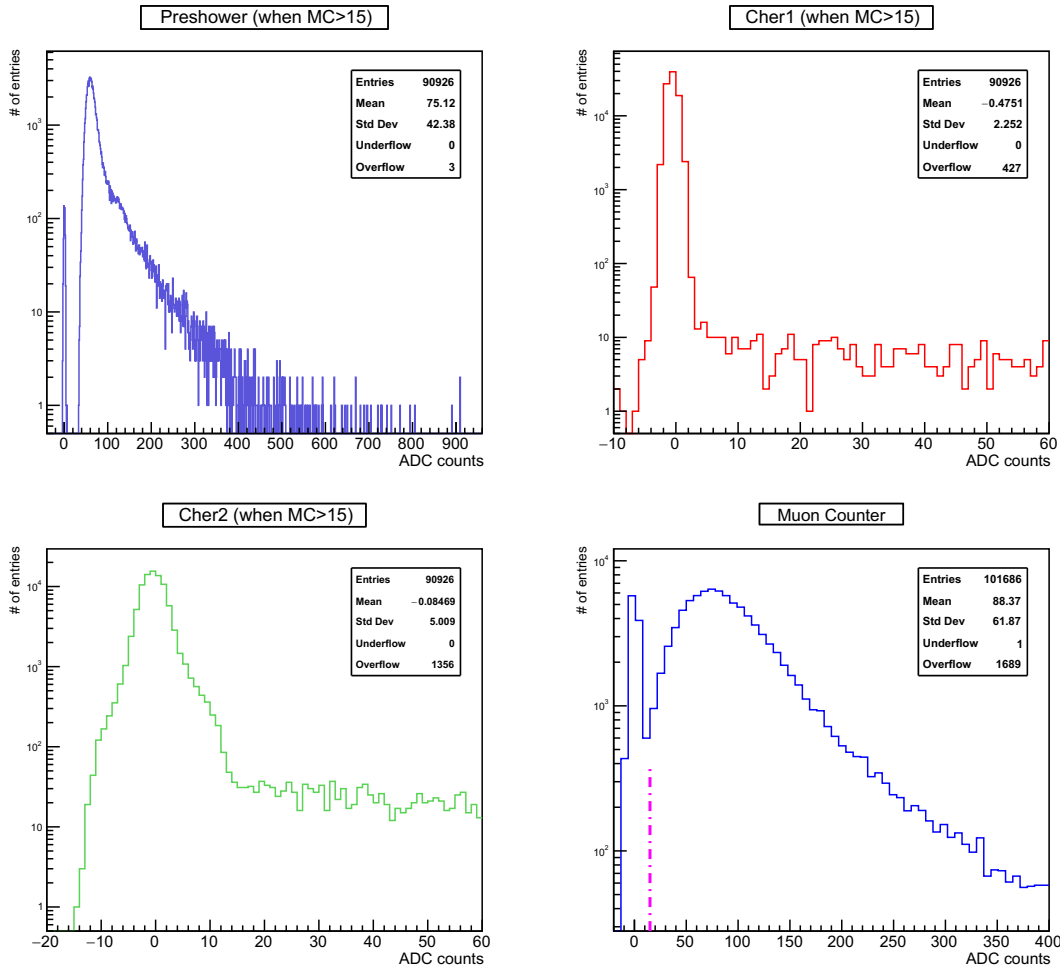 Preshower (when MC>15)
# of entries
Entries 90926
Mean 75.12
Std Dev 42.38
Underflow 0
Overflow 3
10³
10²
10
1
0 100 200 300 400 500 600 700 800 900
ADC counts
Cher1 (when MC>15)
# of entries
Entries 90926
Mean −0.4751
Std Dev 2.252
Underflow 0
Overflow 427
10⁴
10³
10²
10
1
−10 0 10 20 30 40 50 60
ADC counts
Cher2 (when MC>15)
# of entries
Entries 90926
Mean −0.08469
Std Dev 5.009
Underflow 0
Overflow 1356
10⁴
10³
10²
10
1
−20 −10 0 10 20 30 40 50 60
ADC counts
Muon Counter
# of entries
Entries 101686
Mean 88.37
Std Dev 61.87
Underflow 1
Overflow 1689
10⁴
10³
10²
0 50 100 150 200 250 300 350 400
ADC counts